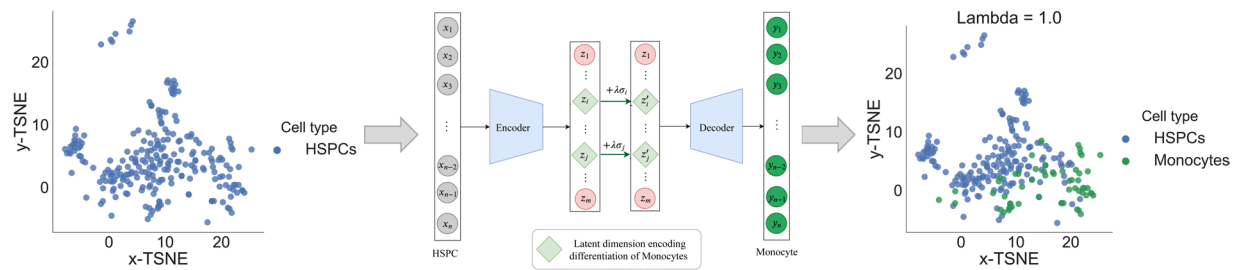 20
10
0
0 10 20
y-TSNE
x-TSNE
Cell type
HSPCs
x₁
x₂
x₃
⋮
xₙ₋₂
xₙ₋₁
xₙ
HSPC
Encoder
z₁
⋮
zᵢ
⋮
zⱼ
⋮
zₘ
+λσᵢ
+λσⱼ
z₁
⋮
z′ᵢ
⋮
z′ⱼ
⋮
zₘ
Decoder
y₁
y₂
y₃
⋮
yₙ₋₂
yₙ₋₁
yₙ
Monocyte
Latent dimension encoding
differentiation of Monocytes
Lambda = 1.0
20
10
0
0 10 20
y-TSNE
x-TSNE
Cell type
HSPCs
Monocytes